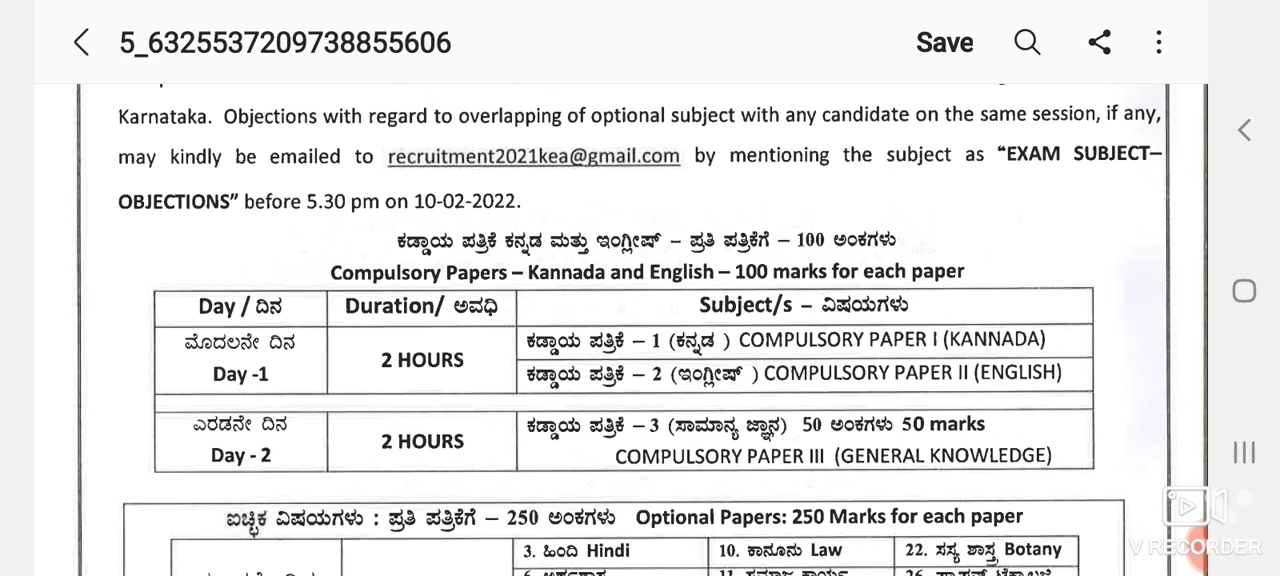 5_6325537209738855606 Save
Karnataka. Objections with regard to overlapping of optional subject with any candidate on the same session, if any,
may kindly be emailed to recruitment2021kea@gmail.com by mentioning the subject as “EXAM SUBJECT–
OBJECTIONS” before 5.30 pm on 10-02-2022.
ಕಡ್ಡಾಯ ಪತ್ರಿಕೆ ಕನ್ನಡ ಮತ್ತು ಇಂಗ್ಲೀಷ್ – ಪ್ರತಿ ಪತ್ರಿಕೆಗೆ – 100 ಅಂಕಗಳು
Compulsory Papers – Kannada and English – 100 marks for each paper
Day / ದಿನ Duration/ ಅವಧಿ Subject/s – ವಿಷಯಗಳು
ಮೊದಲನೇ ದಿನ
Day -1
2 HOURS
ಕಡ್ಡಾಯ ಪತ್ರಿಕೆ – 1 (ಕನ್ನಡ ) COMPULSORY PAPER I (KANNADA)
ಕಡ್ಡಾಯ ಪತ್ರಿಕೆ – 2 (ಇಂಗ್ಲೀಷ್ ) COMPULSORY PAPER II (ENGLISH)
ಎರಡನೇ ದಿನ
Day - 2
2 HOURS
ಕಡ್ಡಾಯ ಪತ್ರಿಕೆ – 3 (ಸಾಮಾನ್ಯ ಜ್ಞಾನ) 50 ಅಂಕಗಳು 50 marks
COMPULSORY PAPER III (GENERAL KNOWLEDGE)
ಐಚ್ಛಿಕ ವಿಷಯಗಳು : ಪ್ರತಿ ಪತ್ರಿಕೆಗೆ – 250 ಅಂಕಗಳು Optional Papers: 250 Marks for each paper
3. ಹಿಂದಿ Hindi 10. ಕಾನೂನು Law 22. ಸಸ್ಯ ಶಾಸ್ತ್ರ Botany
V RECORDER